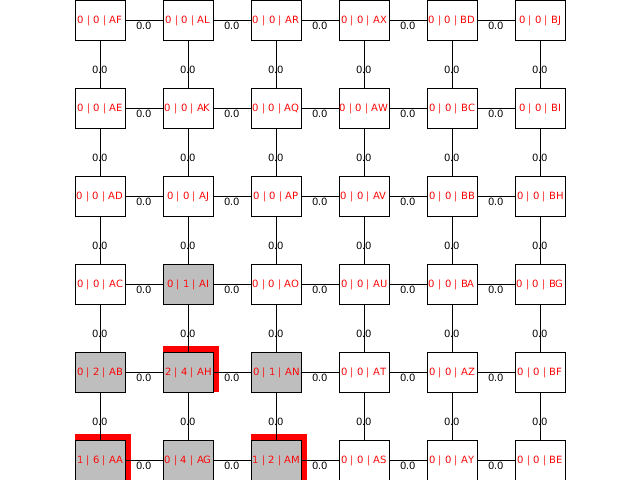 0 | 0 | AF 0.0 0 | 0 | AL 0.0 0 | 0 | AR 0.0 0 | 0 | AX 0.0 0 | 0 | BD 0.0 0 | 0 | BJ
0.0 0.0 0.0 0.0 0.0 0.0
0 | 0 | AE 0.0 0 | 0 | AK 0.0 0 | 0 | AQ 0.0 0 | 0 | AW 0.0 0 | 0 | BC 0.0 0 | 0 | BI
0.0 0.0 0.0 0.0 0.0 0.0
0 | 0 | AD 0.0 0 | 0 | AJ 0.0 0 | 0 | AP 0.0 0 | 0 | AV 0.0 0 | 0 | BB 0.0 0 | 0 | BH
0.0 0.0 0.0 0.0 0.0 0.0
0 | 0 | AC 0.0 0 | 1 | AI 0.0 0 | 0 | AO 0.0 0 | 0 | AU 0.0 0 | 0 | BA 0.0 0 | 0 | BG
0.0 0.0 0.0 0.0 0.0 0.0
0 | 2 | AB 0.0 2 | 4 | AH 0.0 0 | 1 | AN 0.0 0 | 0 | AT 0.0 0 | 0 | AZ 0.0 0 | 0 | BF
0.0 0.0 0.0 0.0 0.0 0.0
1 | 6 | AA 0.0 0 | 4 | AG 0.0 1 | 2 | AM 0.0 0 | 0 | AS 0.0 0 | 0 | AY 0.0 0 | 0 | BE